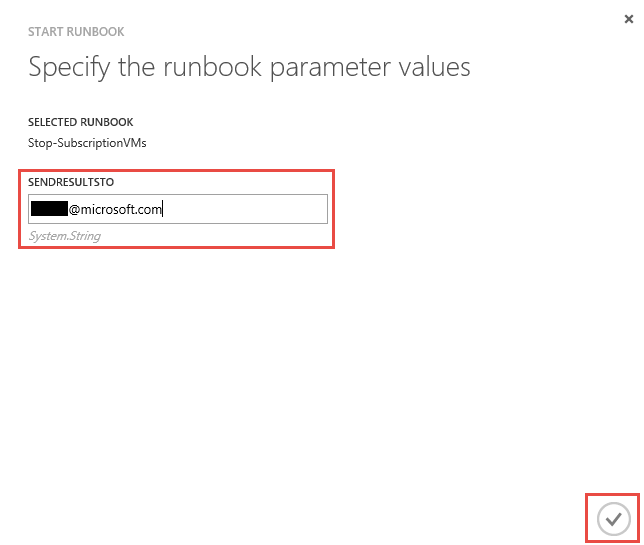 START RUNBOOK
Specify the runbook parameter values
SELECTED RUNBOOK
Stop-SubscriptionVMs
SENDRESULTSTO
@microsoft.com
System.String